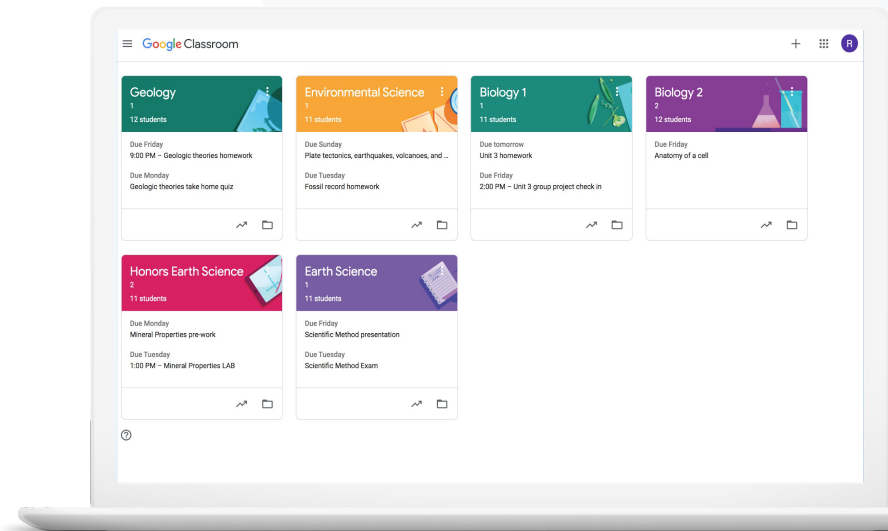 Google Classroom
R
Geology
1
12 students
Due Friday
9:00 PM – Geologic theories homework
Due Monday
Geologic theories take home quiz
Environmental Science
1
11 students
Due Sunday
Plate tectonics, earthquakes, volcanoes, and ...
Due Tuesday
Fossil record homework
Biology 1
1
11 students
Due tomorrow
Unit 3 homework
Due Friday
2:00 PM – Unit 3 group project check in
Biology 2
2
12 students
Due Friday
Anatomy of a cell
Honors Earth Science
2
11 students
Due Monday
Mineral Properties pre-work
Due Tuesday
1:00 PM – Mineral Properties LAB
Earth Science
1
11 students
Due Friday
Scientific Method presentation
Due Tuesday
Scientific Method Exam